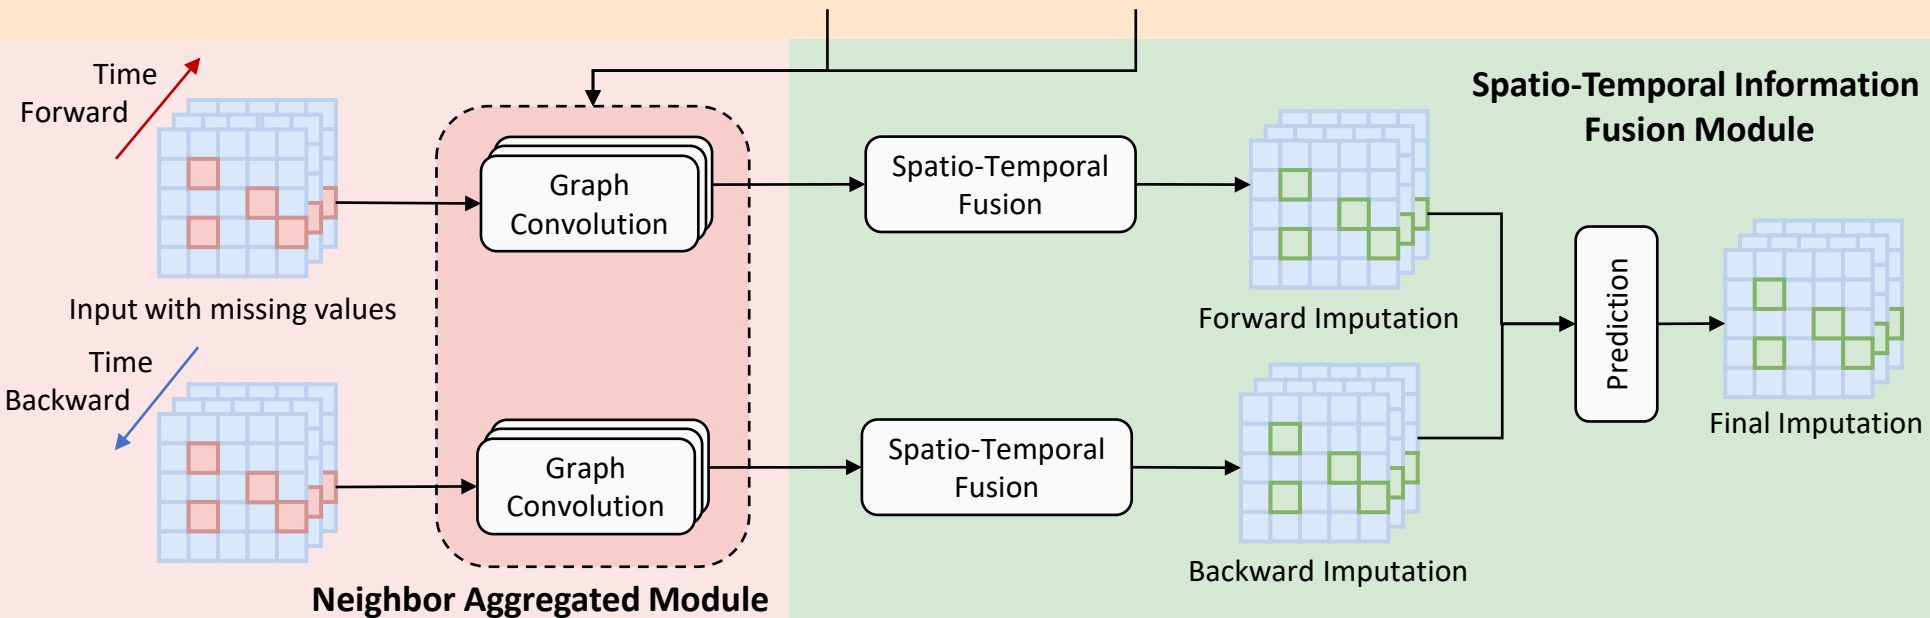 Time
Forward
Input with missing values
Time
Backward
Graph
Convolution
Graph
Convolution
Neighbor Aggregated Module
Spatio-Temporal Information
Fusion Module
Spatio-Temporal
Fusion
Spatio-Temporal
Fusion
Forward Imputation
Backward Imputation
Prediction
Final Imputation